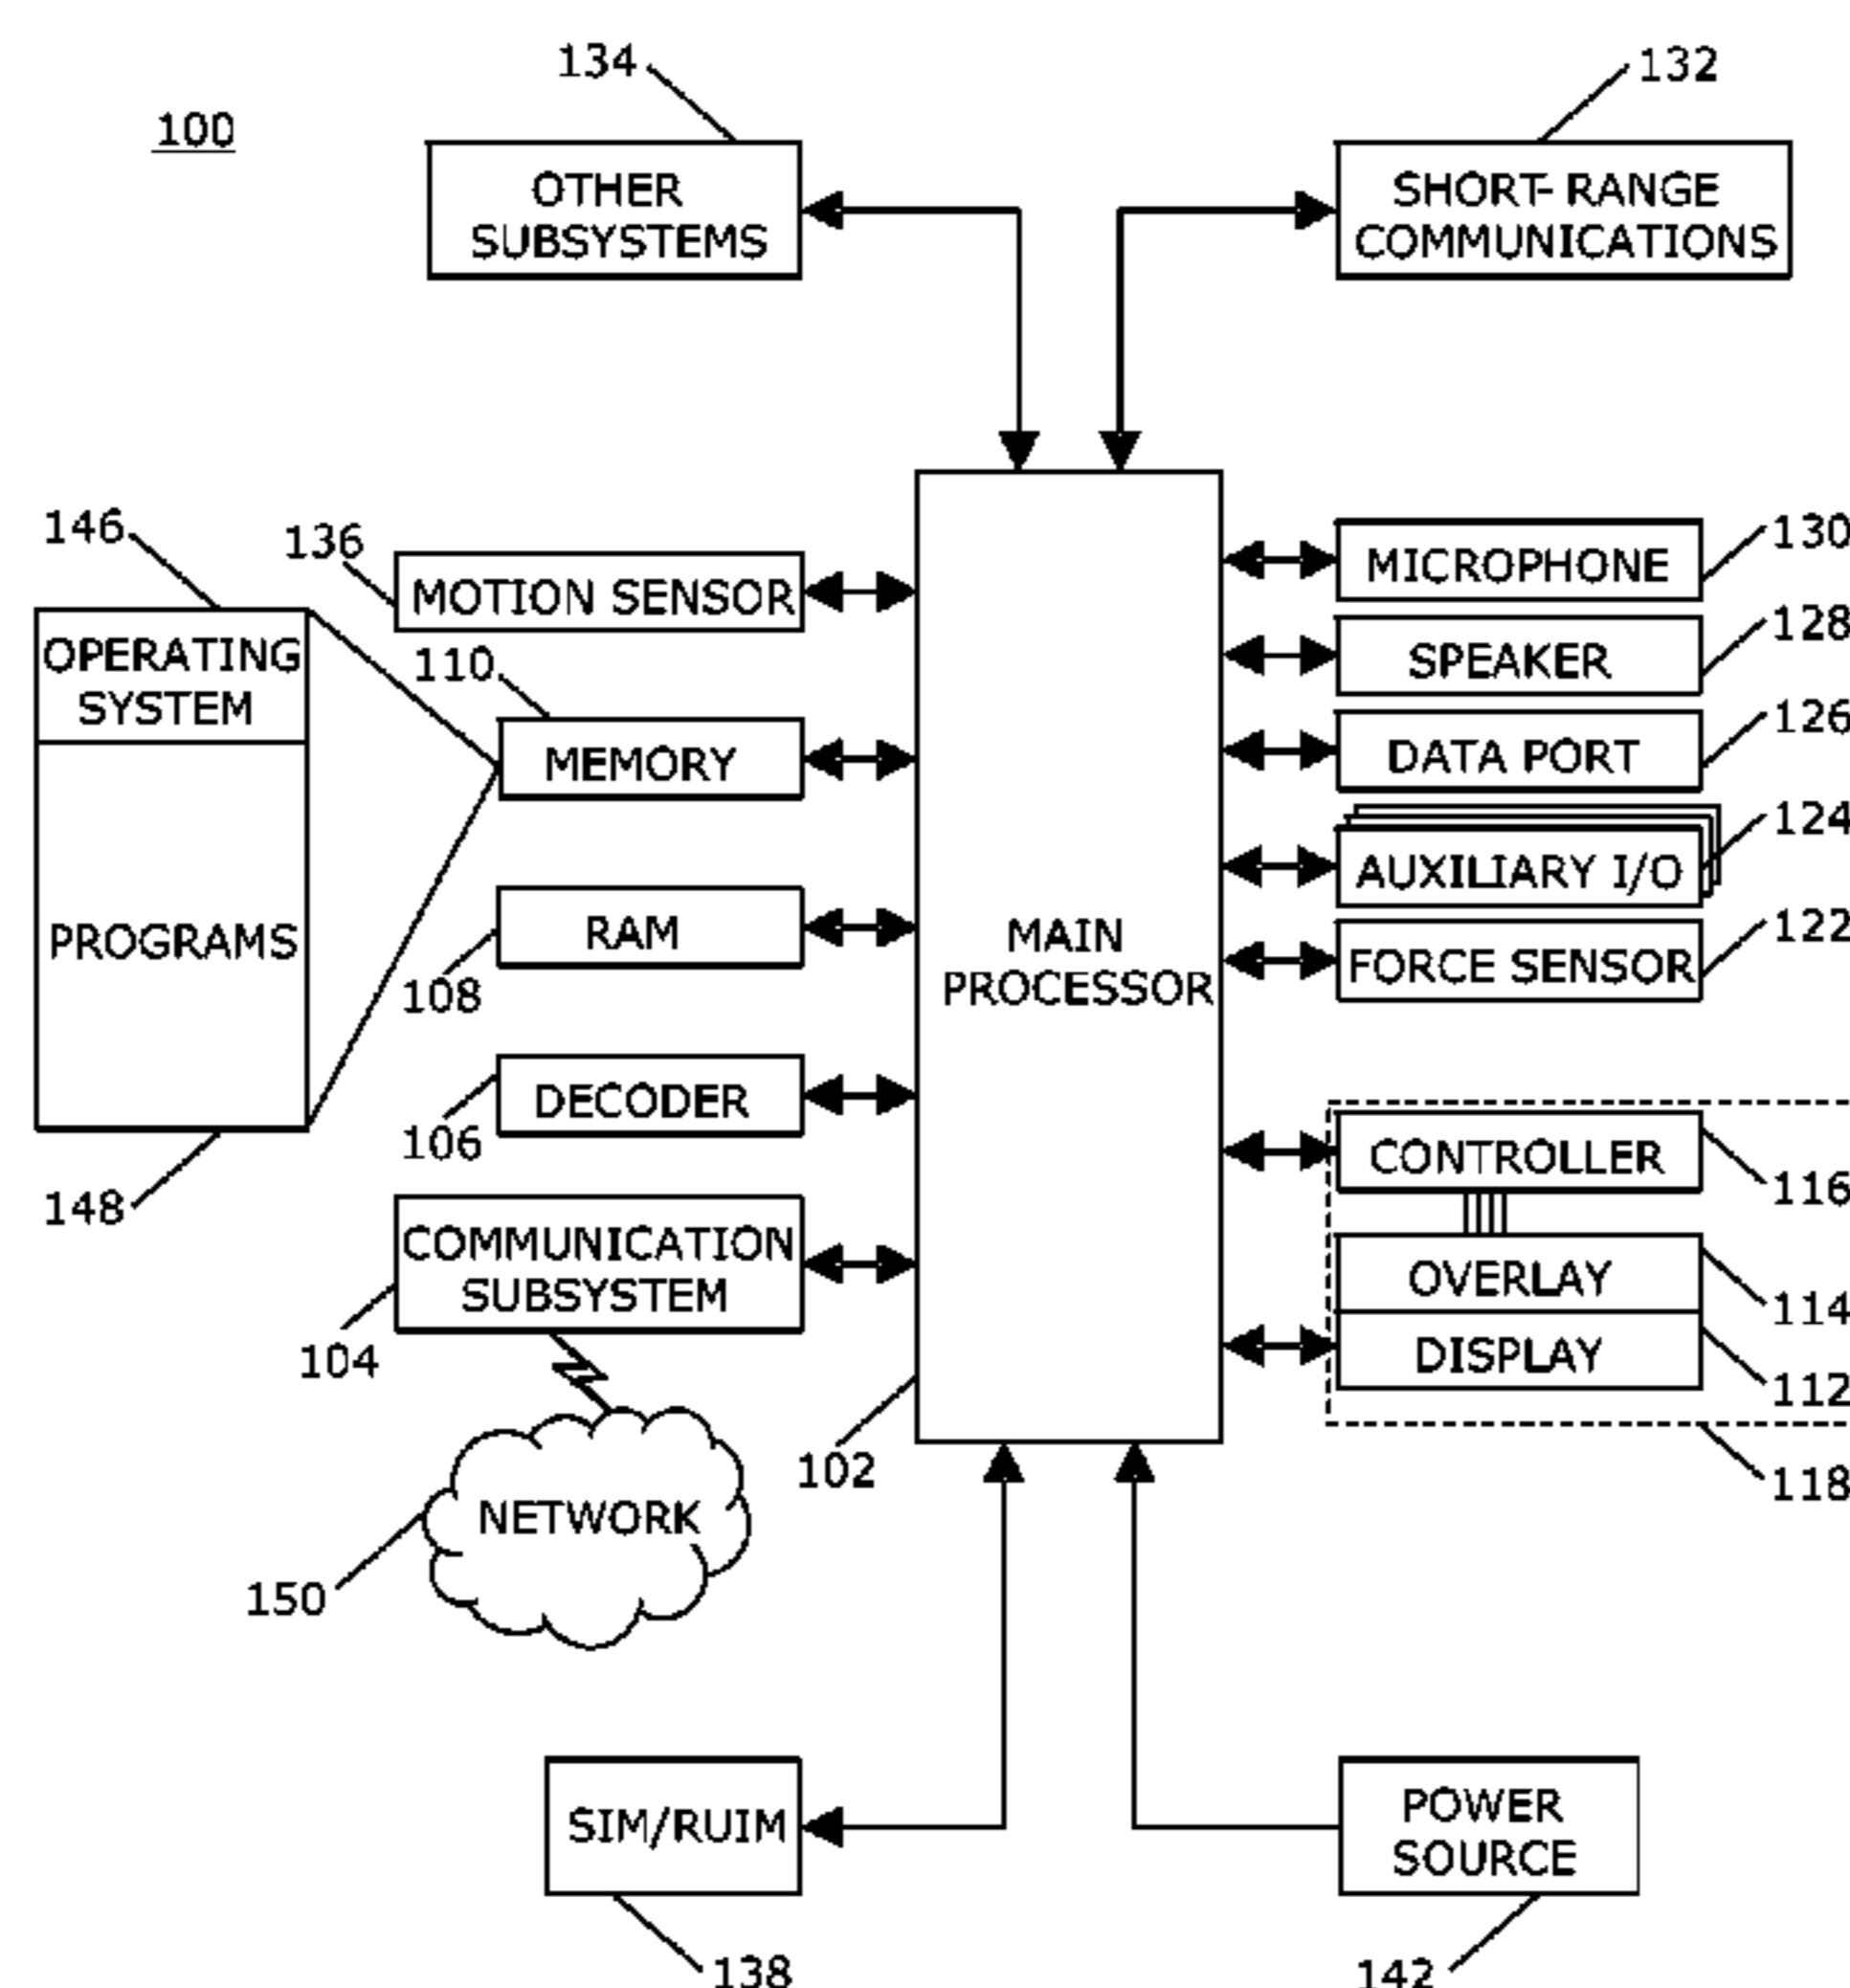 134
132
100
OTHER
SUBSYSTEMS
SHORT-RANGE
COMMUNICATIONS
146
136
MOTION SENSOR
MICROPHONE
130
OPERATING
SYSTEM
110
SPEAKER
128
MEMORY
DATA PORT
126
PROGRAMS
RAM
108
MAIN
PROCESSOR
AUXILIARY I/O
124
FORCE SENSOR
122
DECODER
106
CONTROLLER
116
148
COMMUNICATION
SUBSYSTEM
104
OVERLAY
114
DISPLAY
112
102
118
NETWORK
150
SIM/RUIM
POWER
SOURCE
138
142